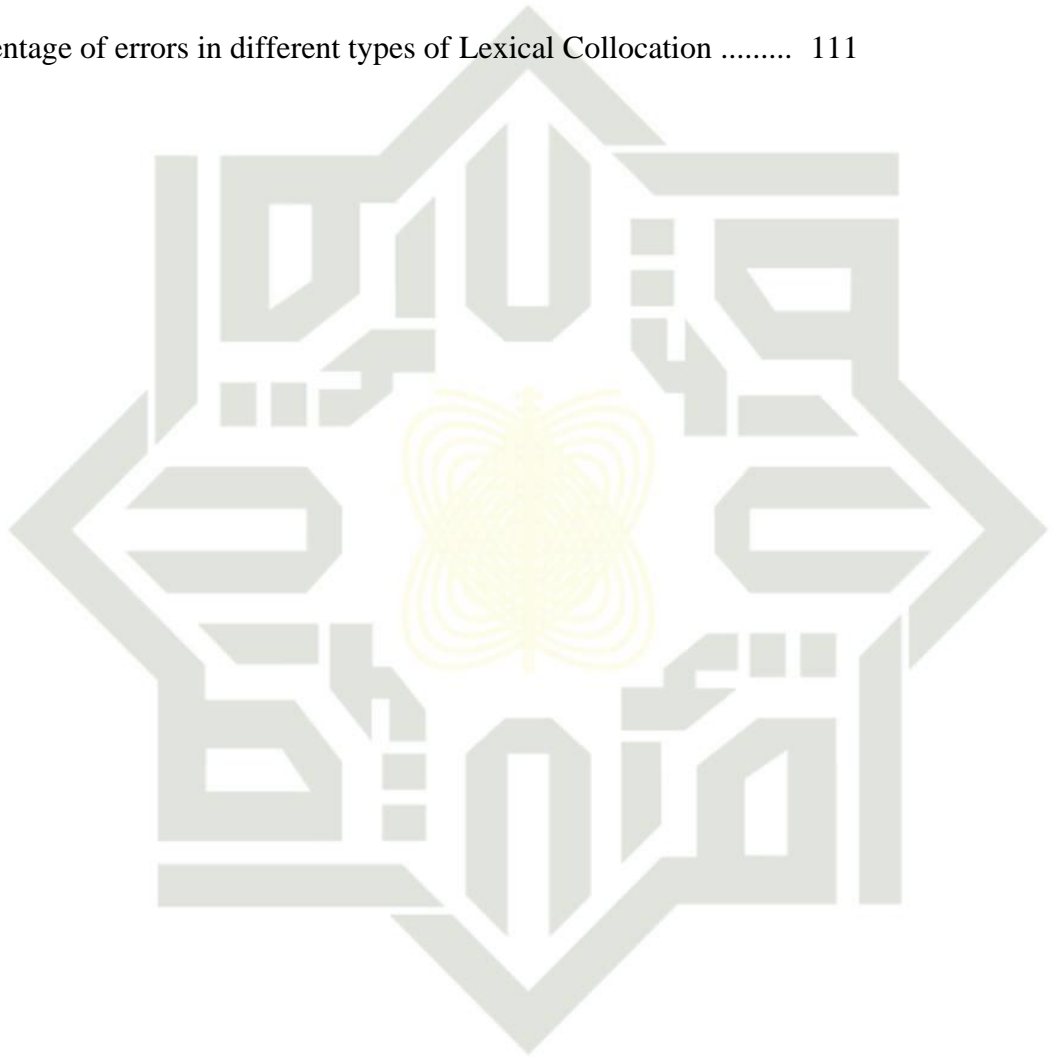 entage of errors in different types of Lexical Collocation ......... 111